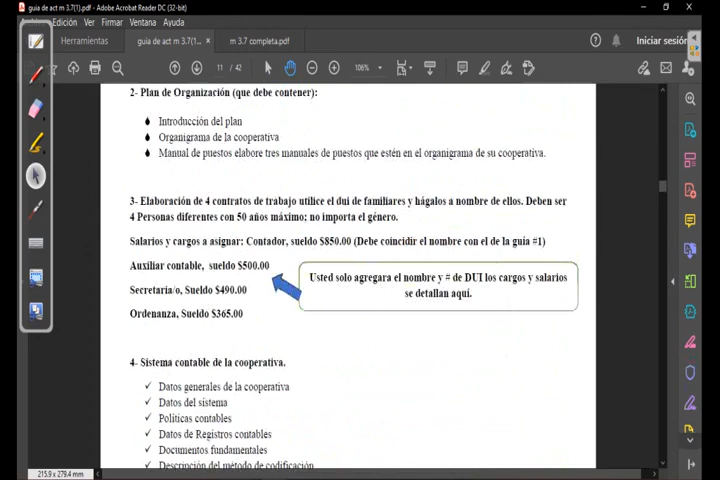 guia de act m 3.7.pdf - Adobe Acrobat Reader DC (32-bit)
Edición Ver Firmar Ventana Ayuda
Herramientas
guia de act m 3.7(1... ×
m 3.7 completa.pdf
Iniciar sesión
11 / 42
106%
2- Plan de Organización (que debe contener):
Introducción del plan
Organigrama de la cooperativa
Manual de puestos elabore tres manuales de puestos que estén en el organigrama de su cooperativa.
3- Elaboración de 4 contratos de trabajo utilice el dui de familiares y hágalos a nombre de ellos. Deben ser
4 Personas diferentes con 50 años máximo; no importa el género.
Salarios y cargos a asignar: Contador, sueldo $850.00 (Debe coincidir el nombre con el de la guía #1)
Auxiliar contable, sueldo $500.00
Usted solo agregara el nombre y # de DUI los cargos y salarios
se detallan aquí.
Secretaria/o, Sueldo $490.00
Ordenanza, Sueldo $365.00
4- Sistema contable de la cooperativa.
✓ Datos generales de la cooperativa
✓ Datos del sistema
✓ Políticas contables
✓ Datos de Registros contables
✓ Documentos fundamentales
✓ Descripción del método de codificación
215.9 x 279.4 mm